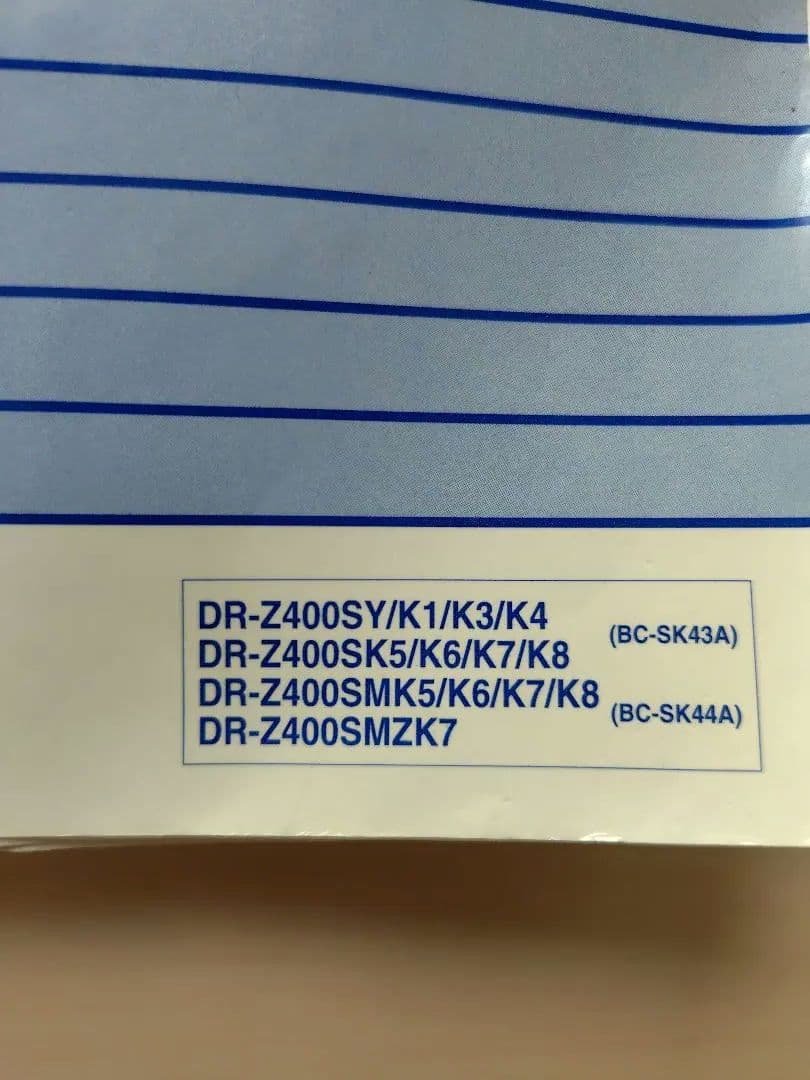 DR-Z400SY/K1/K3/K4
DR-Z400SK5/K6/K7/K8 (BC-SK43A)
DR-Z400SMK5/K6/K7/K8
DR-Z400SMZK7 (BC-SK44A)